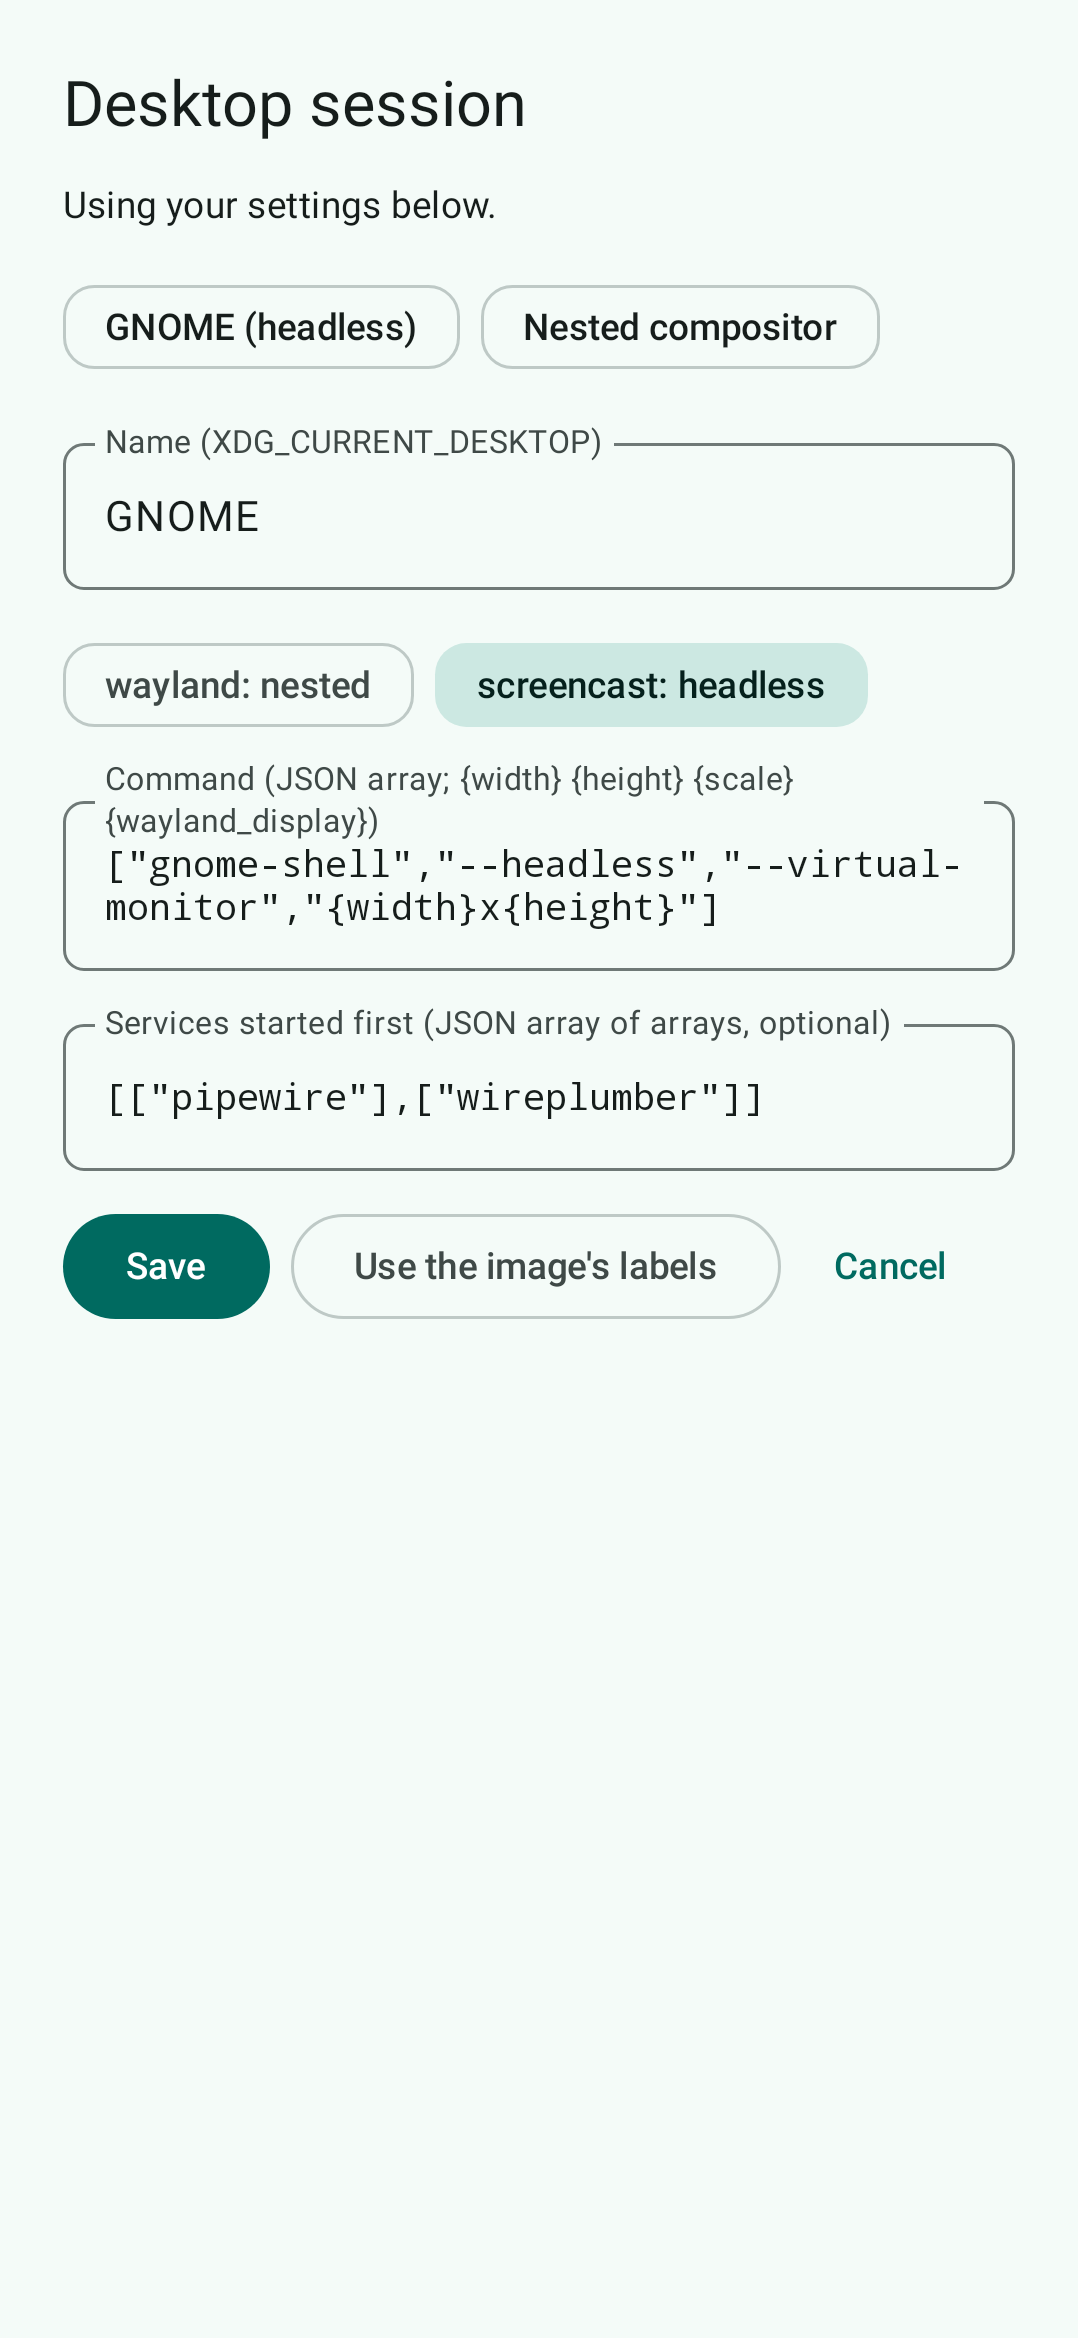 Desktop session
Using your settings below.
GNOME (headless)
Nested compositor
Name (XDG_CURRENT_DESKTOP)
GNOME
wayland: nested
screencast: headless
Command (JSON array; {width} {height} {scale}
{wayland_display})
["gnome-shell","--headless","--virtual-
monitor","{width}x{height}"]
Services started first (JSON array of arrays, optional)
[["pipewire"],["wireplumber"]]
Save
Use the image's labels
Cancel